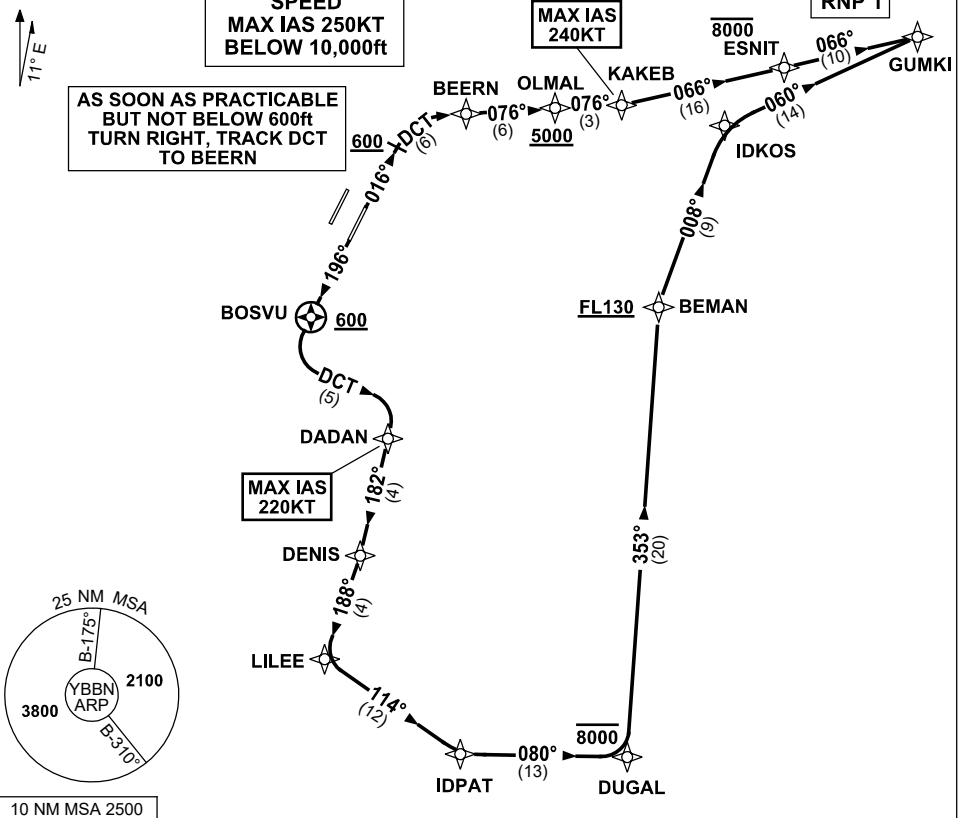 SPEED
MAX IAS 250KT
BELOW 10,000ft
MAX IAS
240KT
RNP 1
11° E
8000
ESNIT
066°
(10)
GUMKI
AS SOON AS PRACTICABLE
BUT NOT BELOW 600ft
TURN RIGHT, TRACK DCT
TO BEERN
BEERN
OLMAL
KAKEB
066°
(16)
060°
(14)
600
DCT
(6)
076°
(6)
5000
076°
(3)
IDKOS
016°
196°
008°
(9)
BOSVU
600
FL130
BEMAN
DCT
(5)
DADAN
MAX IAS
220KT
182°
(4)
DENIS
353°
(20)
188°
(4)
25 NM MSA
B-175°
YBBN
ARP
2100
3800
B-310°
LILEE
114°
(12)
8000
080°
(13)
IDPAT
DUGAL
10 NM MSA 2500